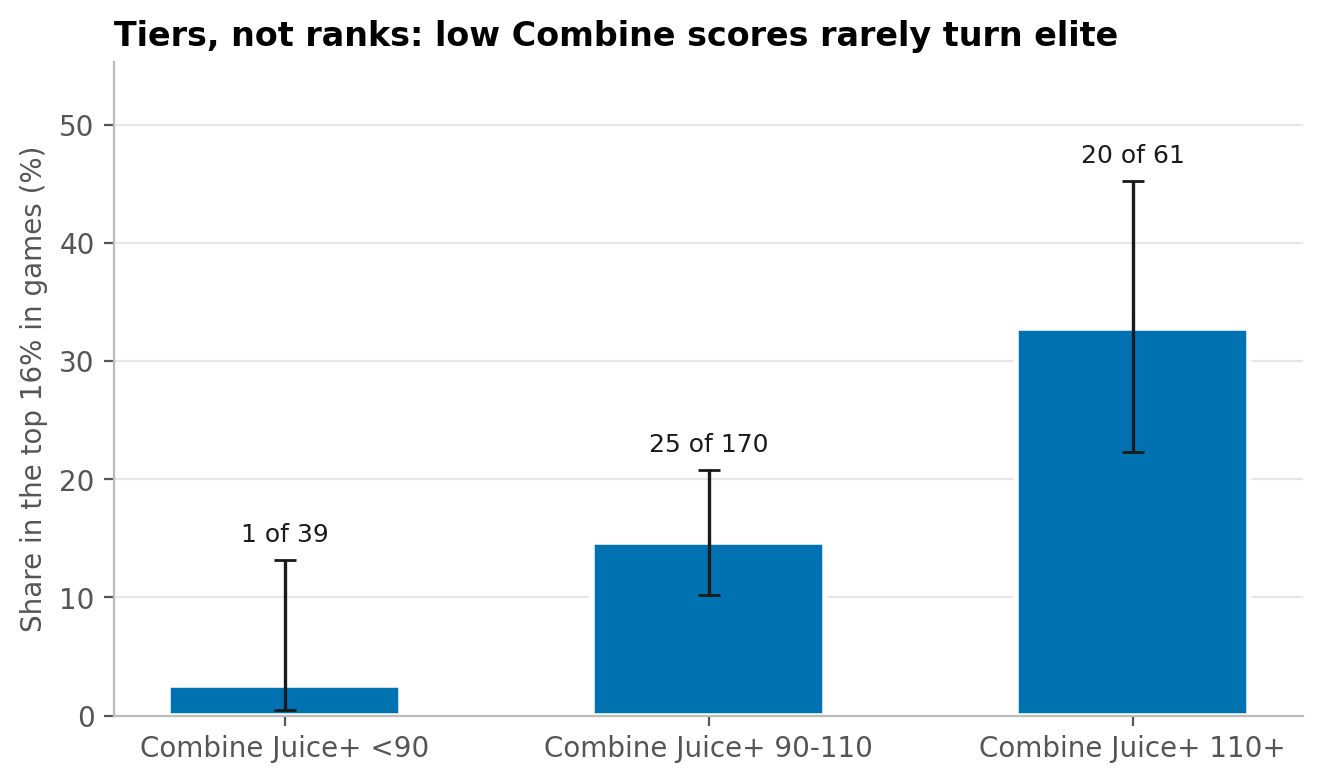 Tiers, not ranks: low Combine scores rarely turn elite
Share in the top 16% in games (%)
50
40
30
20
10
0
1 of 39
25 of 170
20 of 61
Combine Juice+ <90
Combine Juice+ 90-110
Combine Juice+ 110+